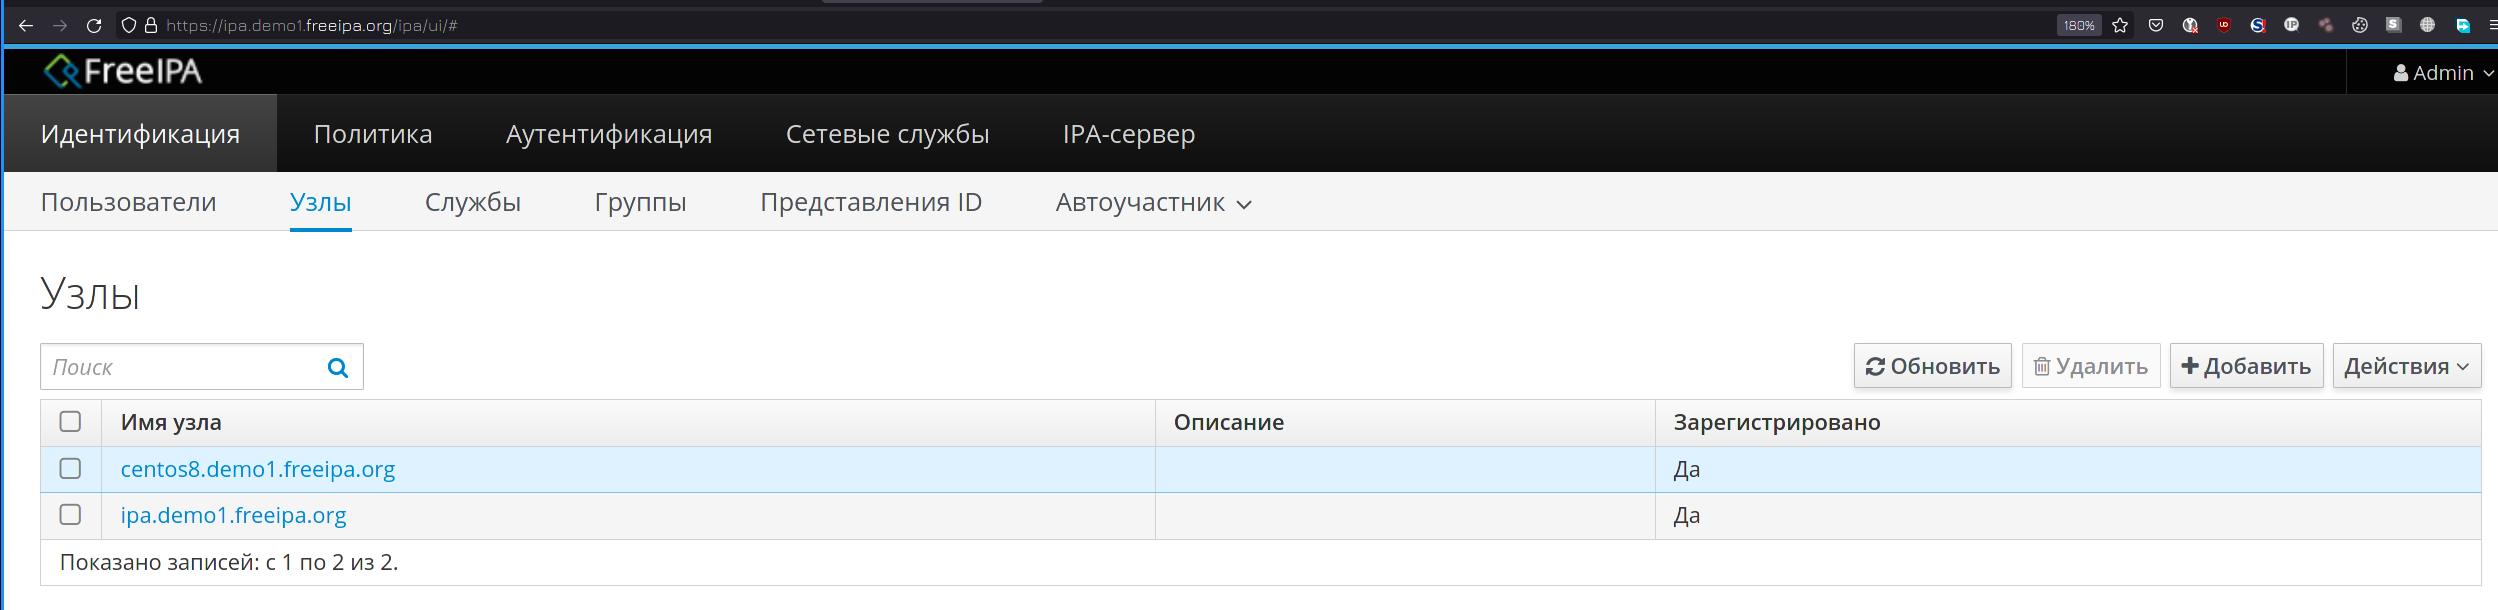 https://ipa.demo1.freeipa.org/ipa/ui/# 180%
FreeIPA Admin
Идентификация Политика Аутентификация Сетевые службы IPA-сервер
Пользователи Узлы Службы Группы Представления ID Автоучастник
Узлы
Поиск Обновить Удалить Добавить Действия
Имя узла Описание Зарегистрировано
centos8.demo1.freeipa.org Да
ipa.demo1.freeipa.org Да
Показано записей: с 1 по 2 из 2.